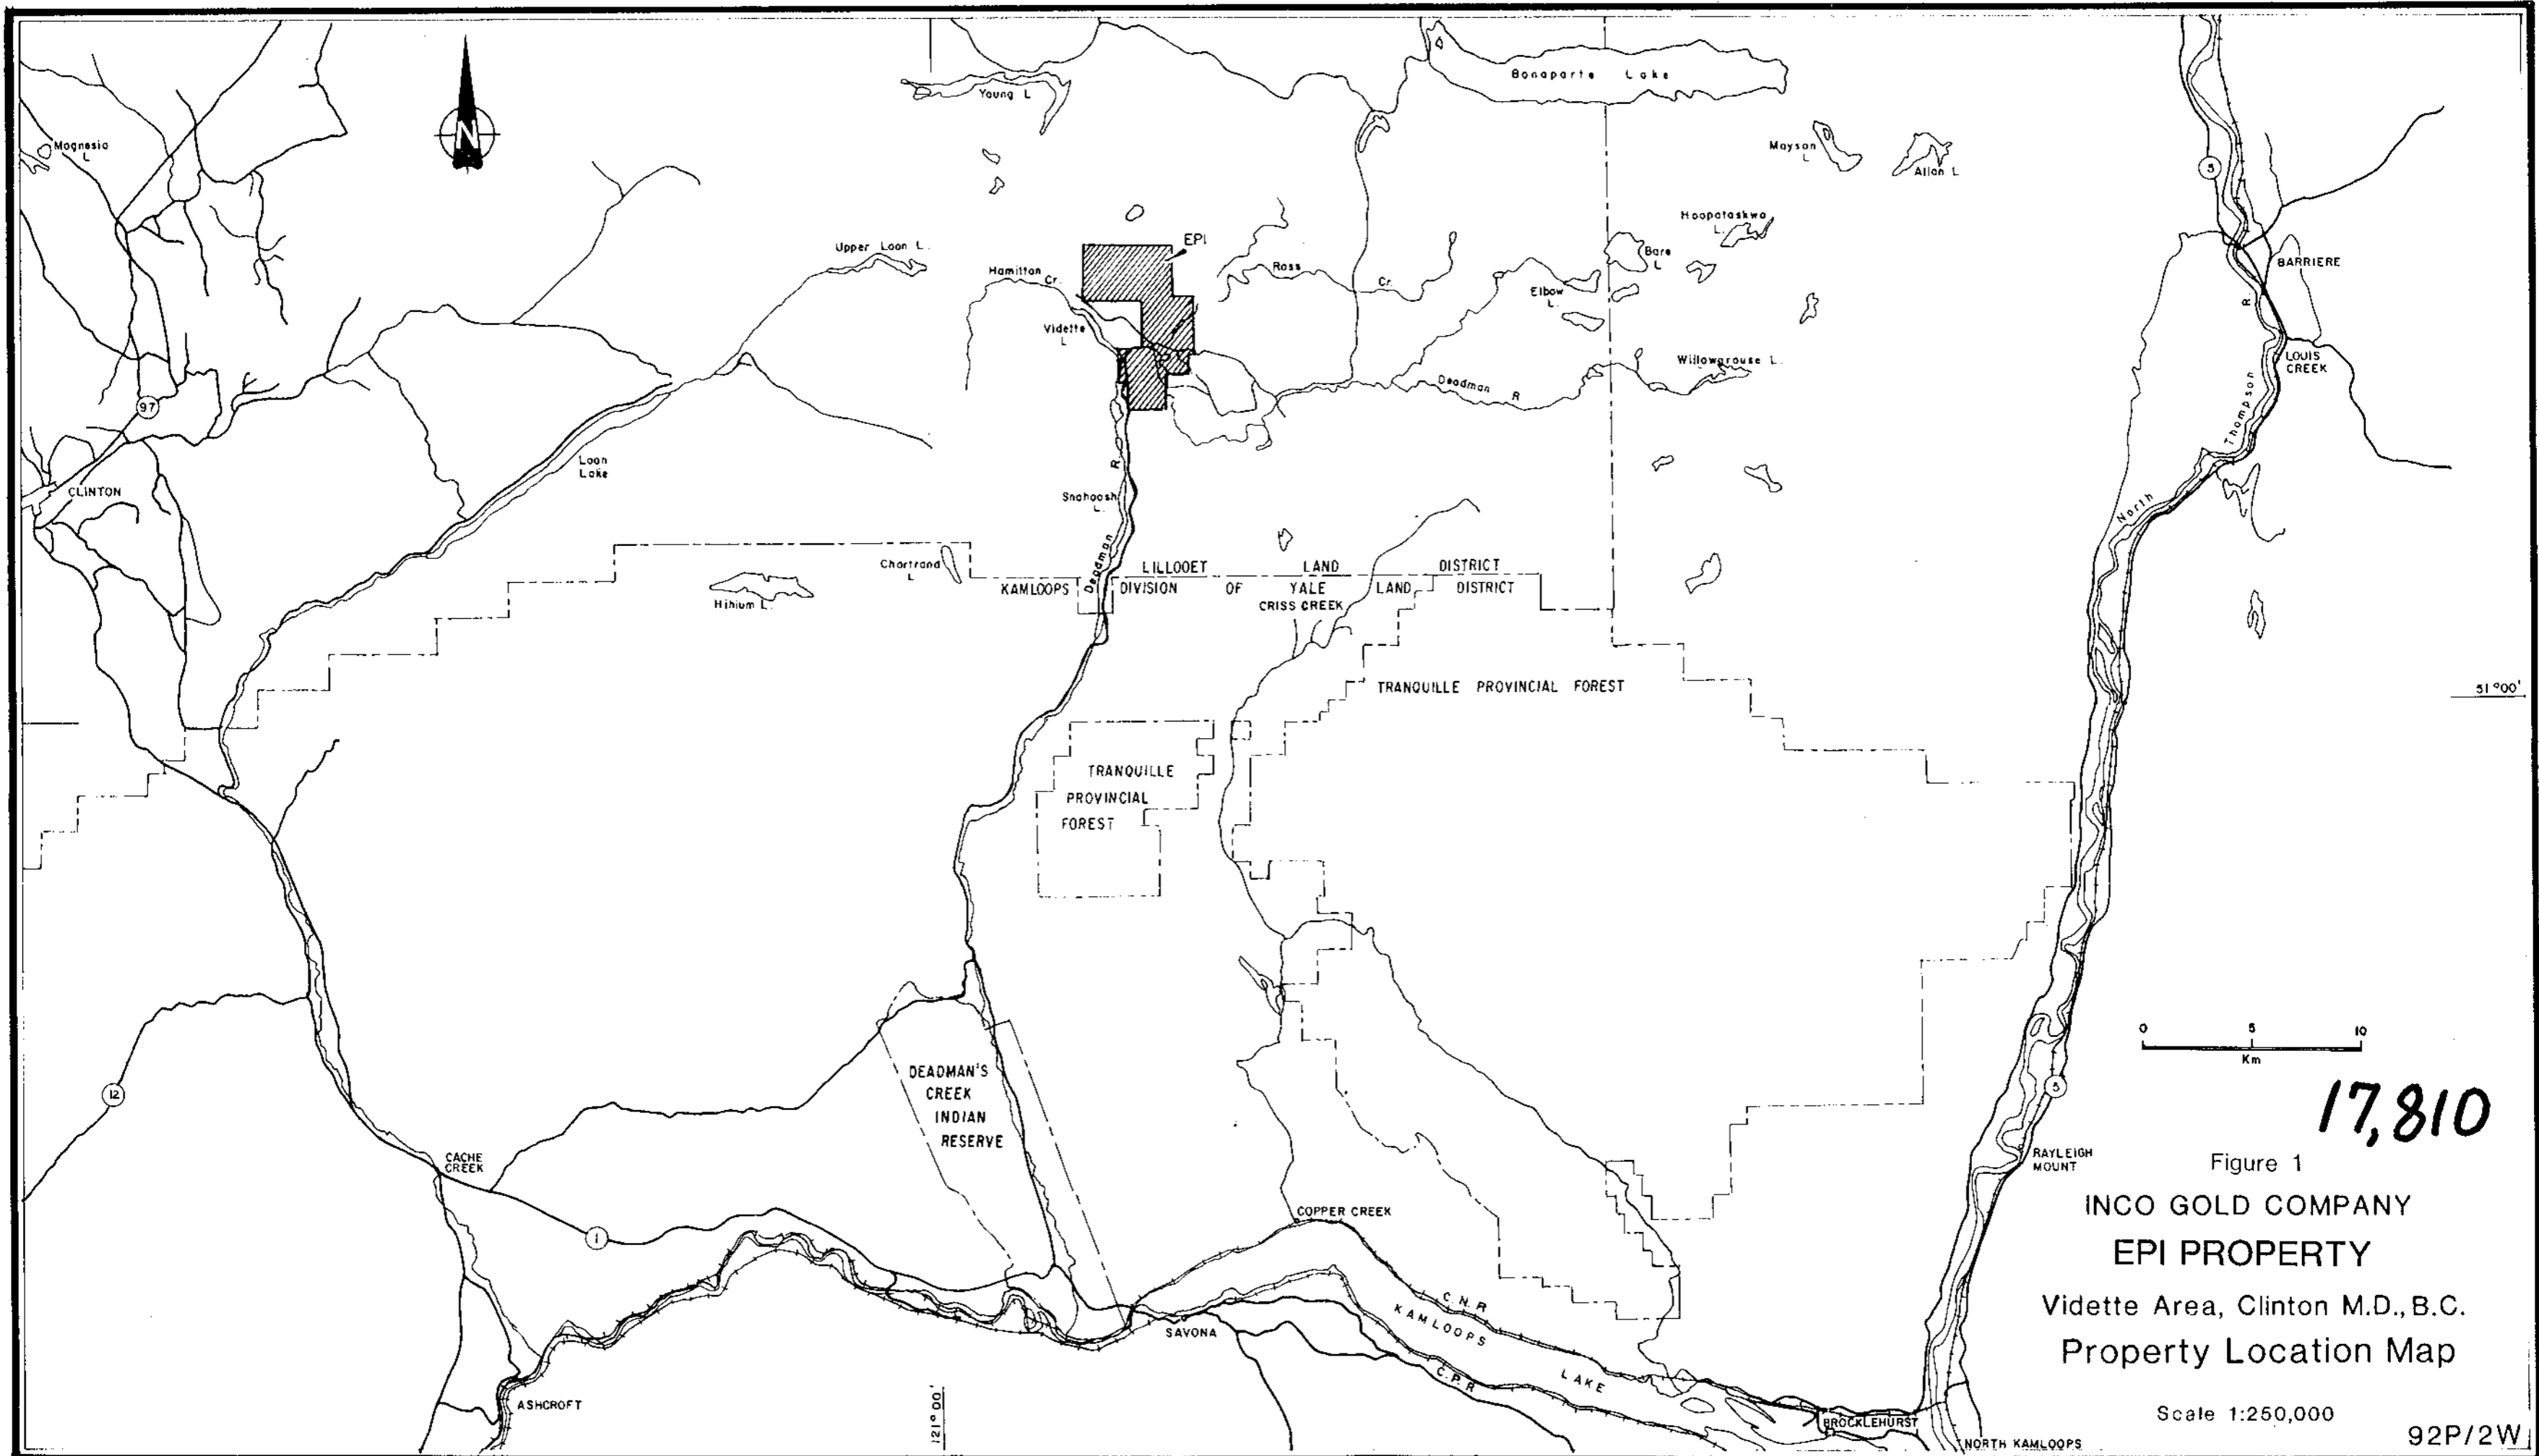 Bonaparte Lake
Young L
N
Magnesia
L
Mayson
L
Allan L
5
Hoopataskwa
L.
EPI
Upper Loon L.
Bare
L
BARRIERE
Hamilton
Cr.
Ross
Cr.
Elbow
L.
R.
Vidette
L
LOUIS
CREEK
Willowgrouse L.
Deadman
R
97
Thompson
Loon
Lake
R.
CLINTON
Snohoosh
L.
North
Deadman
Chartrand
L
LILLOOET LAND DISTRICT
KAMLOOPS DIVISION OF YALE LAND DISTRICT
Hihium L.
CRISS CREEK
TRANQUILLE PROVINCIAL FOREST
51°00'
TRANQUILLE
PROVINCIAL
FOREST
0 5 10
Km
DEADMAN'S
CREEK
INDIAN
RESERVE
12
5
17,810
CACHE
CREEK
RAYLEIGH
MOUNT
Figure 1
INCO GOLD COMPANY
EPI PROPERTY
Vidette Area, Clinton M.D., B.C.
Property Location Map
Scale 1:250,000
92P/2W
COPPER CREEK
1
C.N.R
KAMLOOPS
LAKE
SAVONA
C.P.R
ASHCROFT
121°00'
BROCKLEHURST
NORTH KAMLOOPS